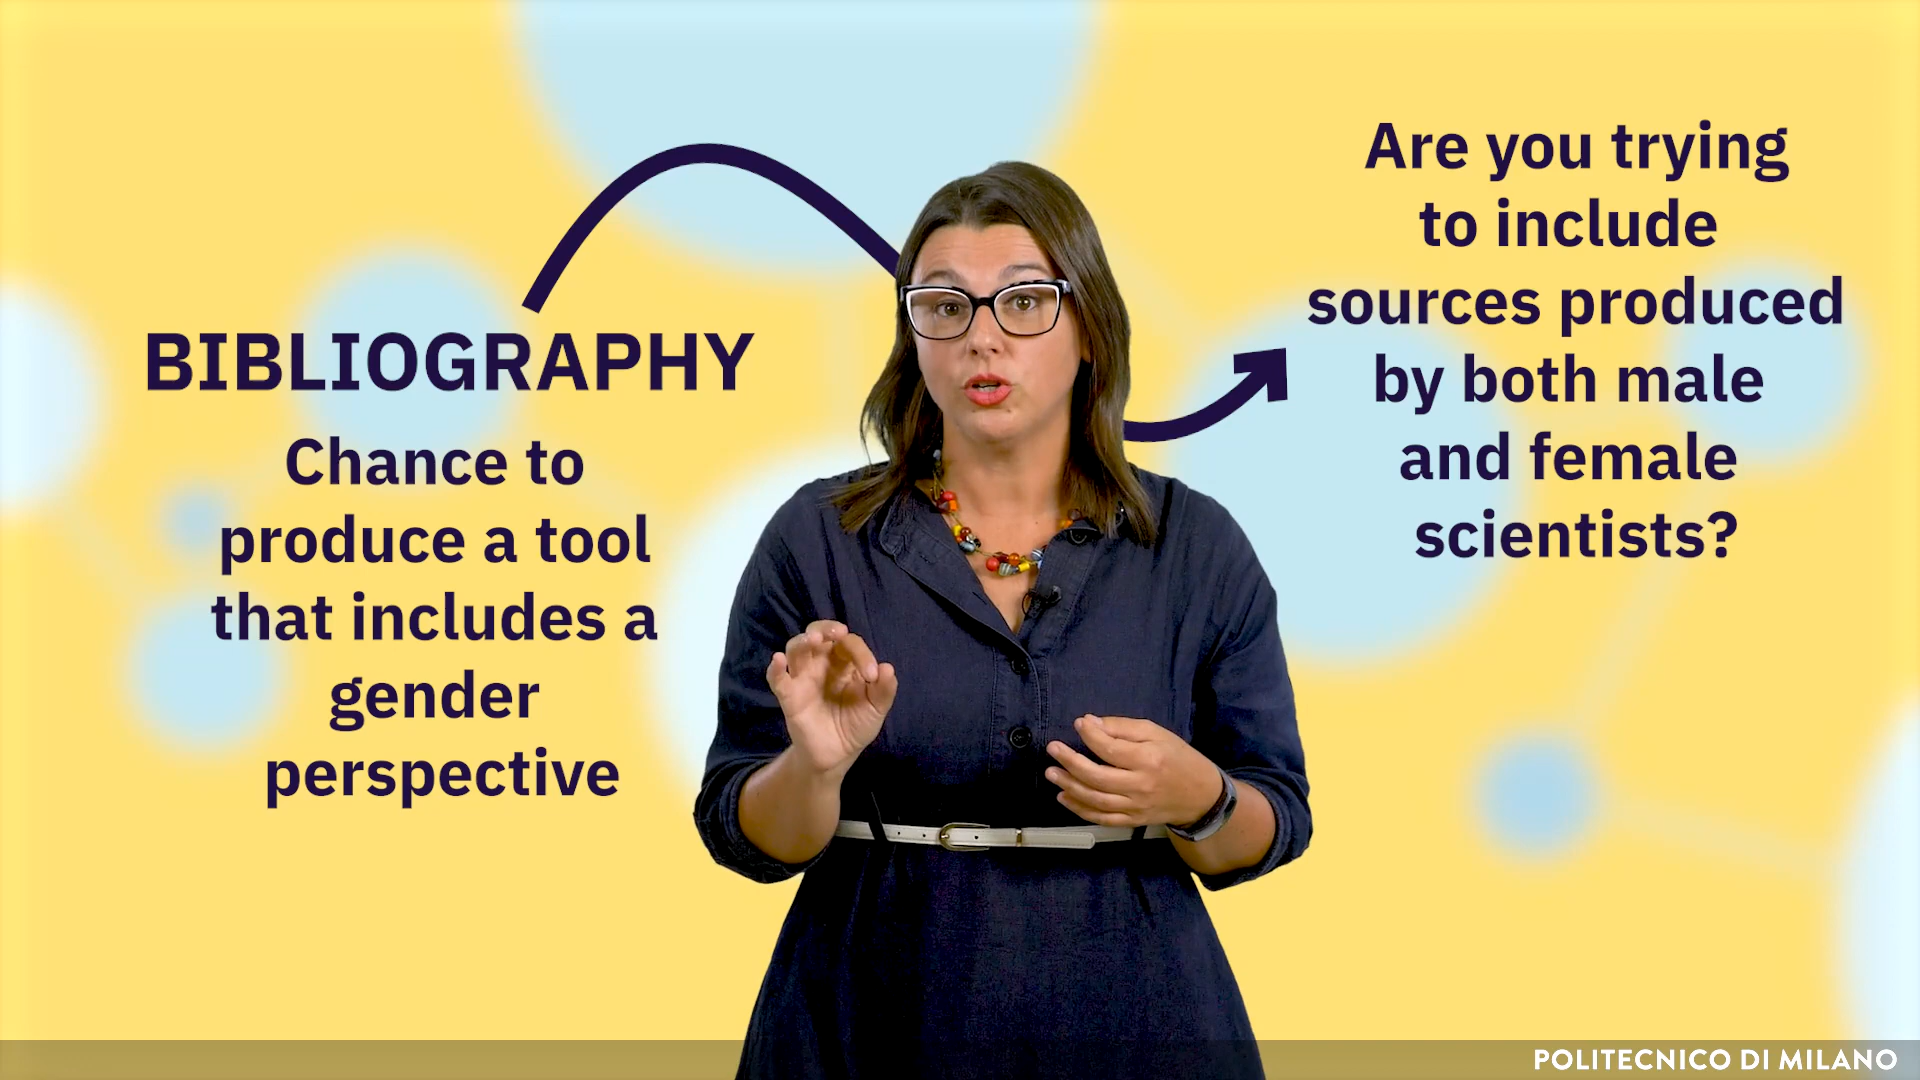 BIBLIOGRAPHY
Chance to
produce a tool
that includes a
gender
perspective
Are you trying
to include
sources produced
by both male
and female
scientists?
POLITECNICO DI MILANO